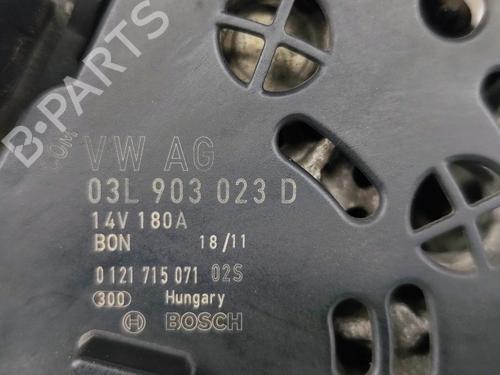 B-PARTS
.COM
VW AG
03L 903 023 D
14V 180A
BON 18/11
0 121 715 071 02S
300 Hungary
BOSCH